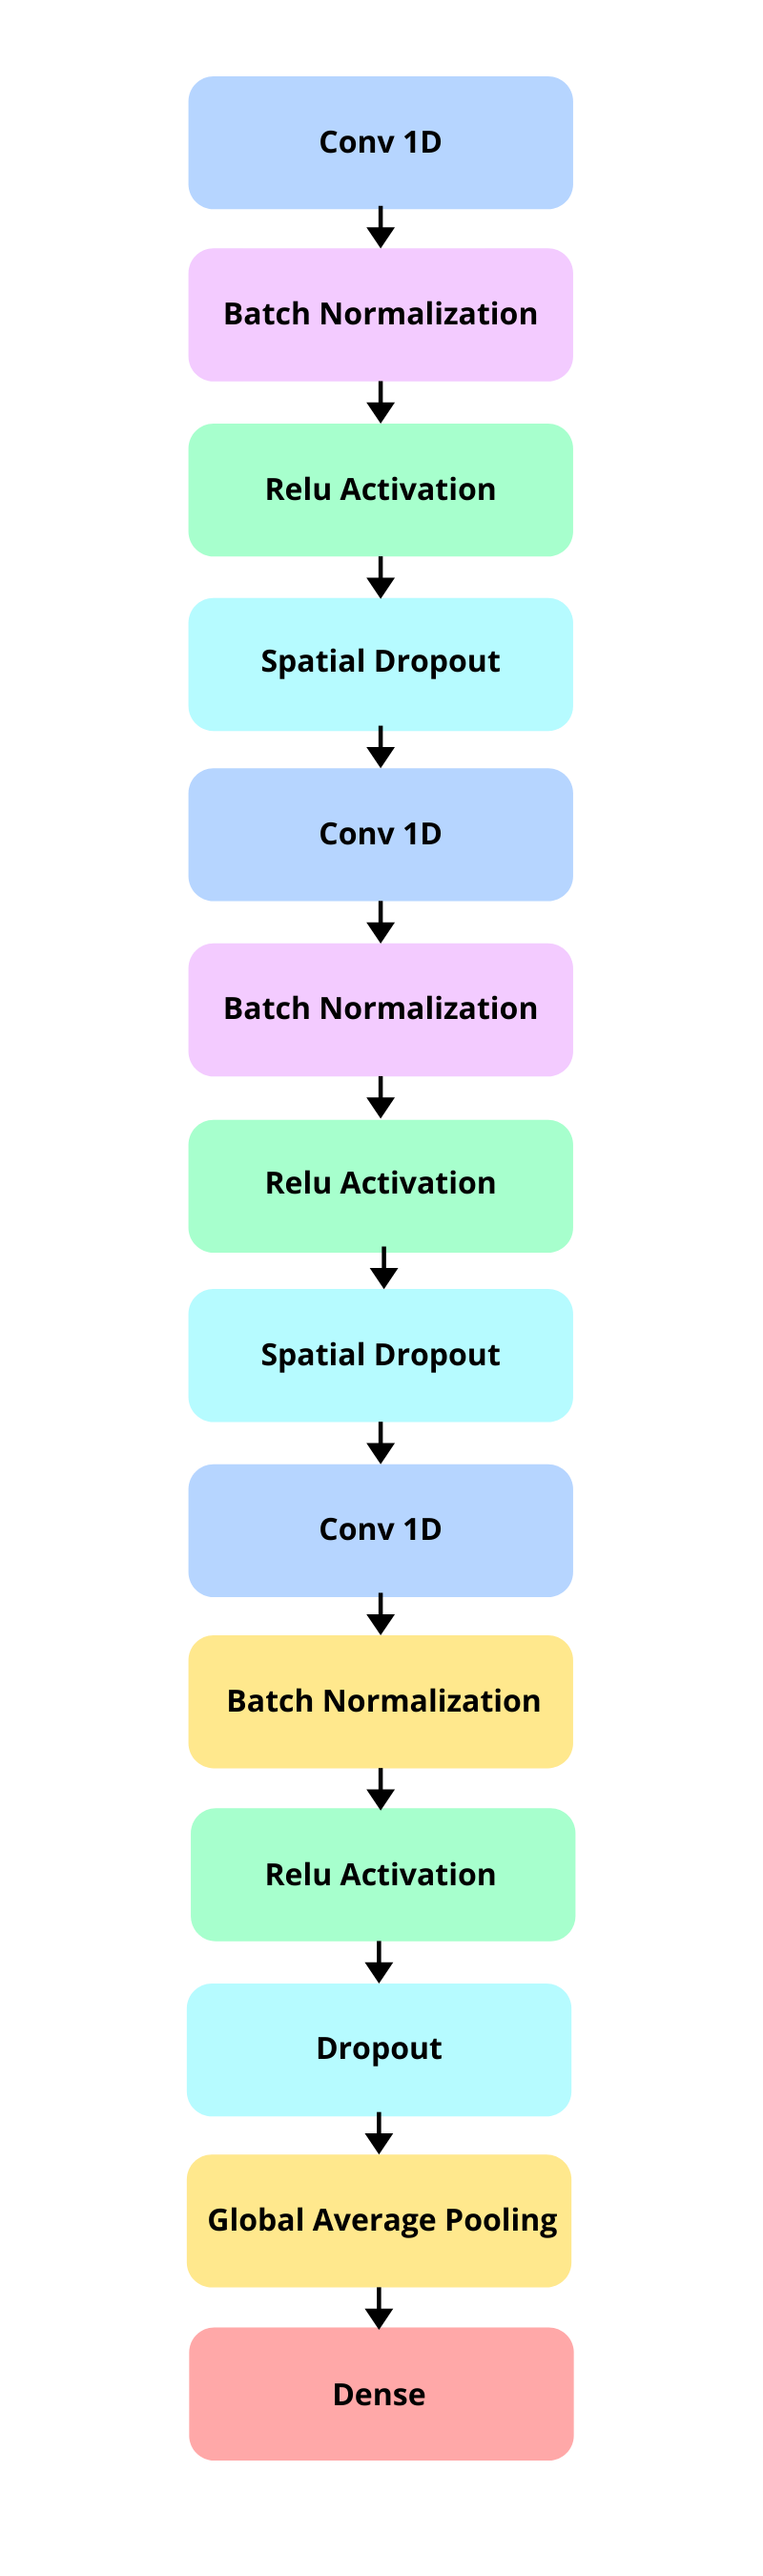 Conv 1D
Batch Normalization
Relu Activation
Spatial Dropout
Conv 1D
Batch Normalization
Relu Activation
Spatial Dropout
Conv 1D
Batch Normalization
Relu Activation
Dropout
Global Average Pooling
Dense